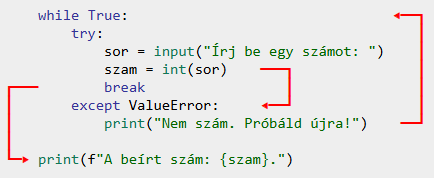 while True:
    try:
        sor = input("Írj be egy számot: ")
        szam = int(sor)
        break
    except ValueError:
        print("Nem szám. Próbáld újra!")
print(f"A beírt szám: {szam}.")